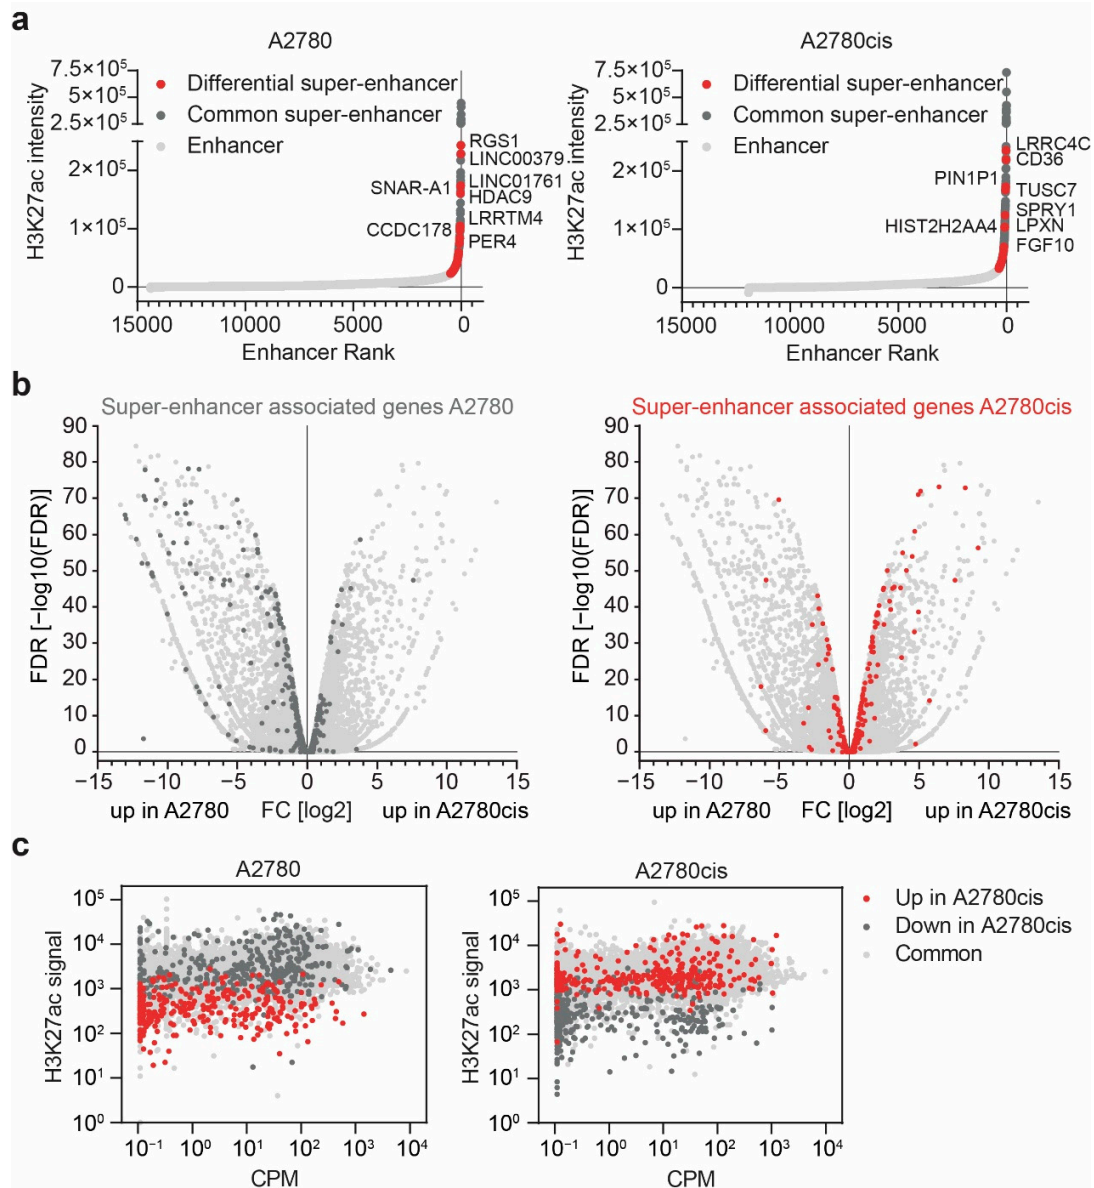 a
A2780
7.5×10⁵
5×10⁵
2.5×10⁵
2×10⁵
1×10⁵
0
H3K27ac intensity
Differential super-enhancer
Common super-enhancer
Enhancer
RGS1
LINC00379
LINC01761
SNAR-A1
HDAC9
LRRTM4
CCDC178
PER4
15000 10000 5000 0
Enhancer Rank
A2780cis
7.5×10⁵
5×10⁵
2.5×10⁵
2×10⁵
1×10⁵
0
H3K27ac intensity
Differential super-enhancer
Common super-enhancer
Enhancer
LRRC4C
CD36
PIN1P1
TUSC7
SPRY1
HIST2H2AA4
LPXN
FGF10
15000 10000 5000 0
Enhancer Rank
b
Super-enhancer associated genes A2780
90
80
70
60
50
40
30
20
10
0
FDR [−log10(FDR)]
−15 −10 −5 0 5 10 15
up in A2780 FC [log2] up in A2780cis
Super-enhancer associated genes A2780cis
90
80
70
60
50
40
30
20
10
0
FDR [−log10(FDR)]
−15 −10 −5 0 5 10 15
up in A2780 FC [log2] up in A2780cis
c
A2780
10⁵
10⁴
10³
10²
10¹
10⁰
H3K27ac signal
10⁻¹ 10⁰ 10¹ 10² 10³ 10⁴
CPM
A2780cis
10⁵
10⁴
10³
10²
10¹
10⁰
H3K27ac signal
10⁻¹ 10⁰ 10¹ 10² 10³ 10⁴
CPM
Up in A2780cis
Down in A2780cis
Common